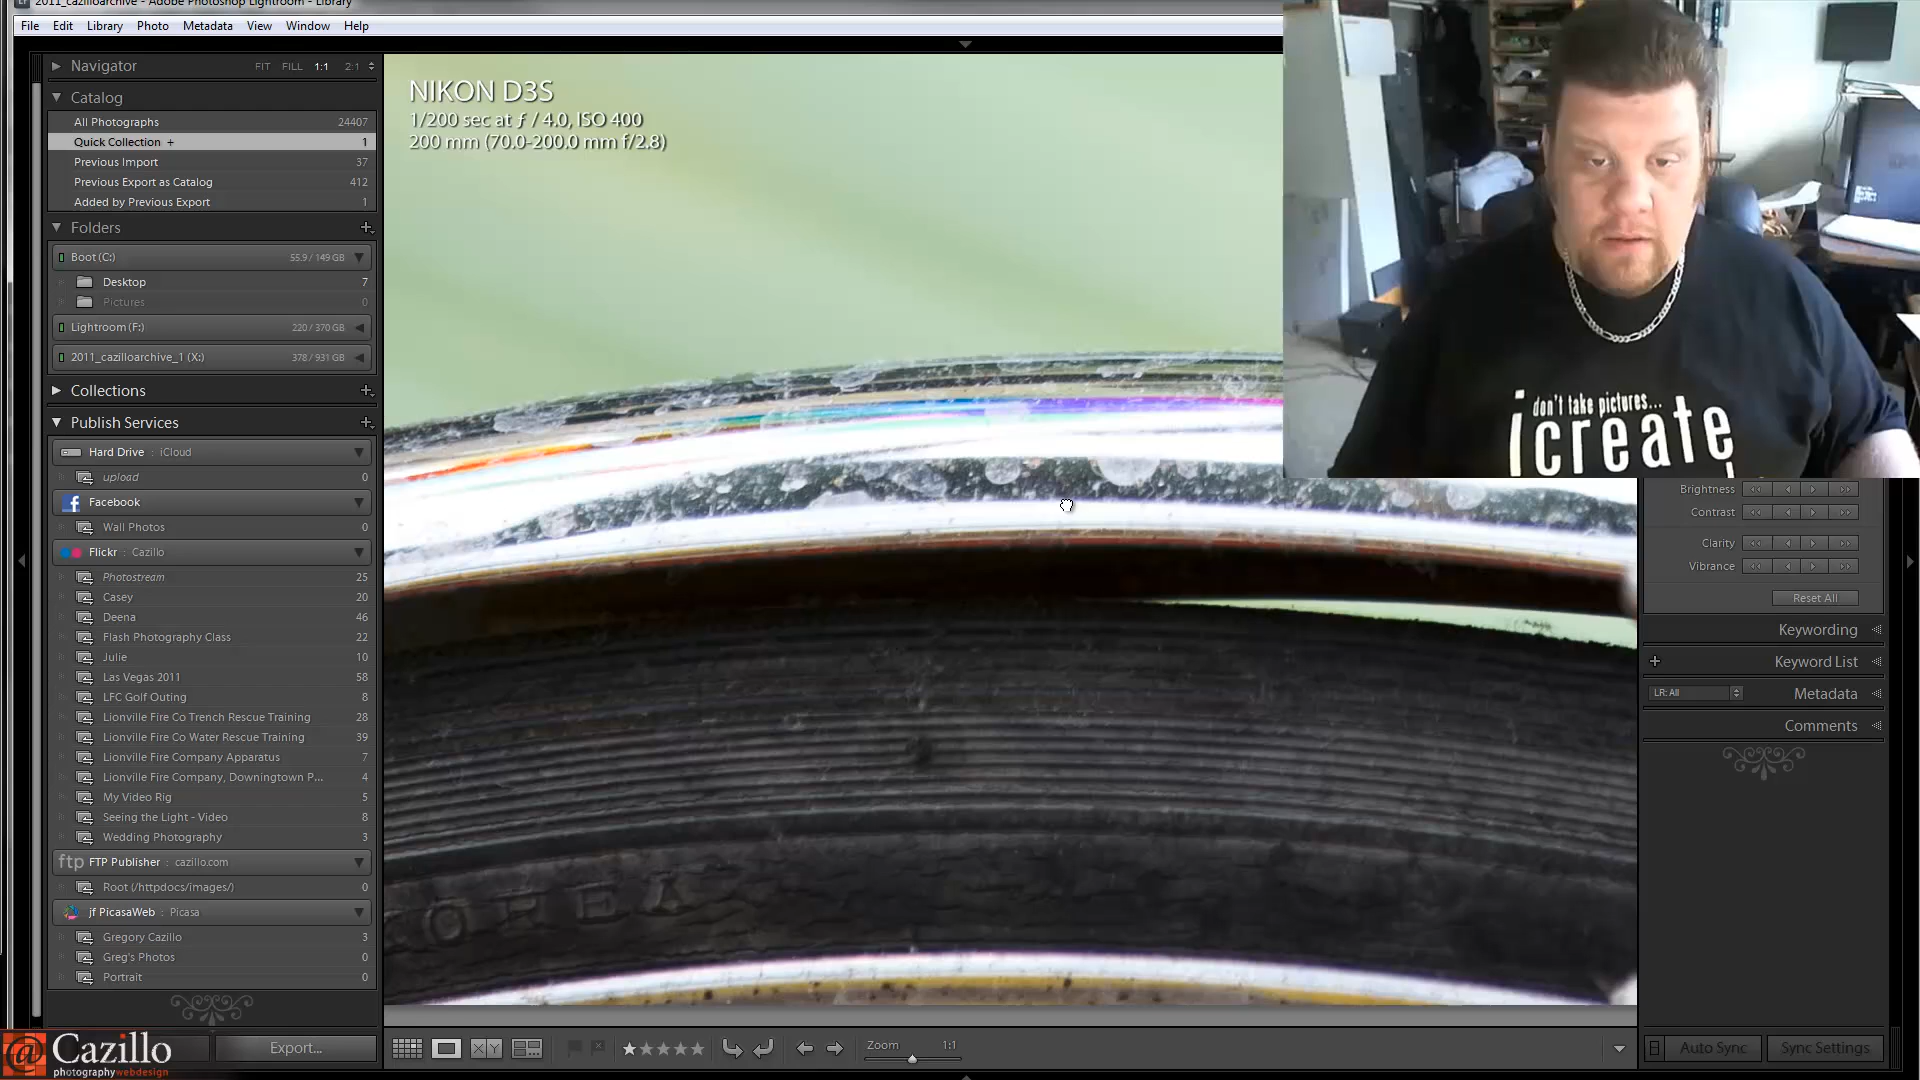 2011_cazilloarchive - Adobe Photoshop Lightroom - Library
File Edit Library Photo Metadata View Window Help
Navigator FIT FILL 1:1 2:1
Catalog
All Photographs 24407
Quick Collection + 1
Previous Import 37
Previous Export as Catalog 412
Added by Previous Export 1
Folders
Boot (C:) 55.9 / 149 GB
Desktop 7
Pictures 0
Lightroom (F:) 220 / 370 GB
2011_cazilloarchive_1 (X:) 378 / 931 GB
Collections
Publish Services
Hard Drive : iCloud
upload 0
Facebook
Wall Photos 0
Flickr : Cazillo
Photostream 25
Casey 20
Deena 46
Flash Photography Class 22
Julie 10
Las Vegas 2011 58
LFC Golf Outing 8
Lionville Fire Co Trench Rescue Training 28
Lionville Fire Co Water Rescue Training 39
Lionville Fire Company Apparatus 7
Lionville Fire Company, Downingtown P... 4
My Video Rig 5
Seeing the Light - Video 8
Wedding Photography 3
ftp FTP Publisher : cazillo.com
Root (/httpdocs/images/) 0
jf PicasaWeb : Picasa
Gregory Cazillo 3
Greg's Photos 0
Portrait 0
@ Cazillo
photographywebdesign
Export...
NIKON D3S
1/200 sec at ƒ / 4.0, ISO 400
200 mm (70.0-200.0 mm f/2.8)
OREA
XY
Zoom 1:1
don't take pictures...
i create
Brightness
Contrast
Clarity
Vibrance
Reset All
Keywording
Keyword List
LR: All Metadata
Comments
Auto Sync Sync Settings